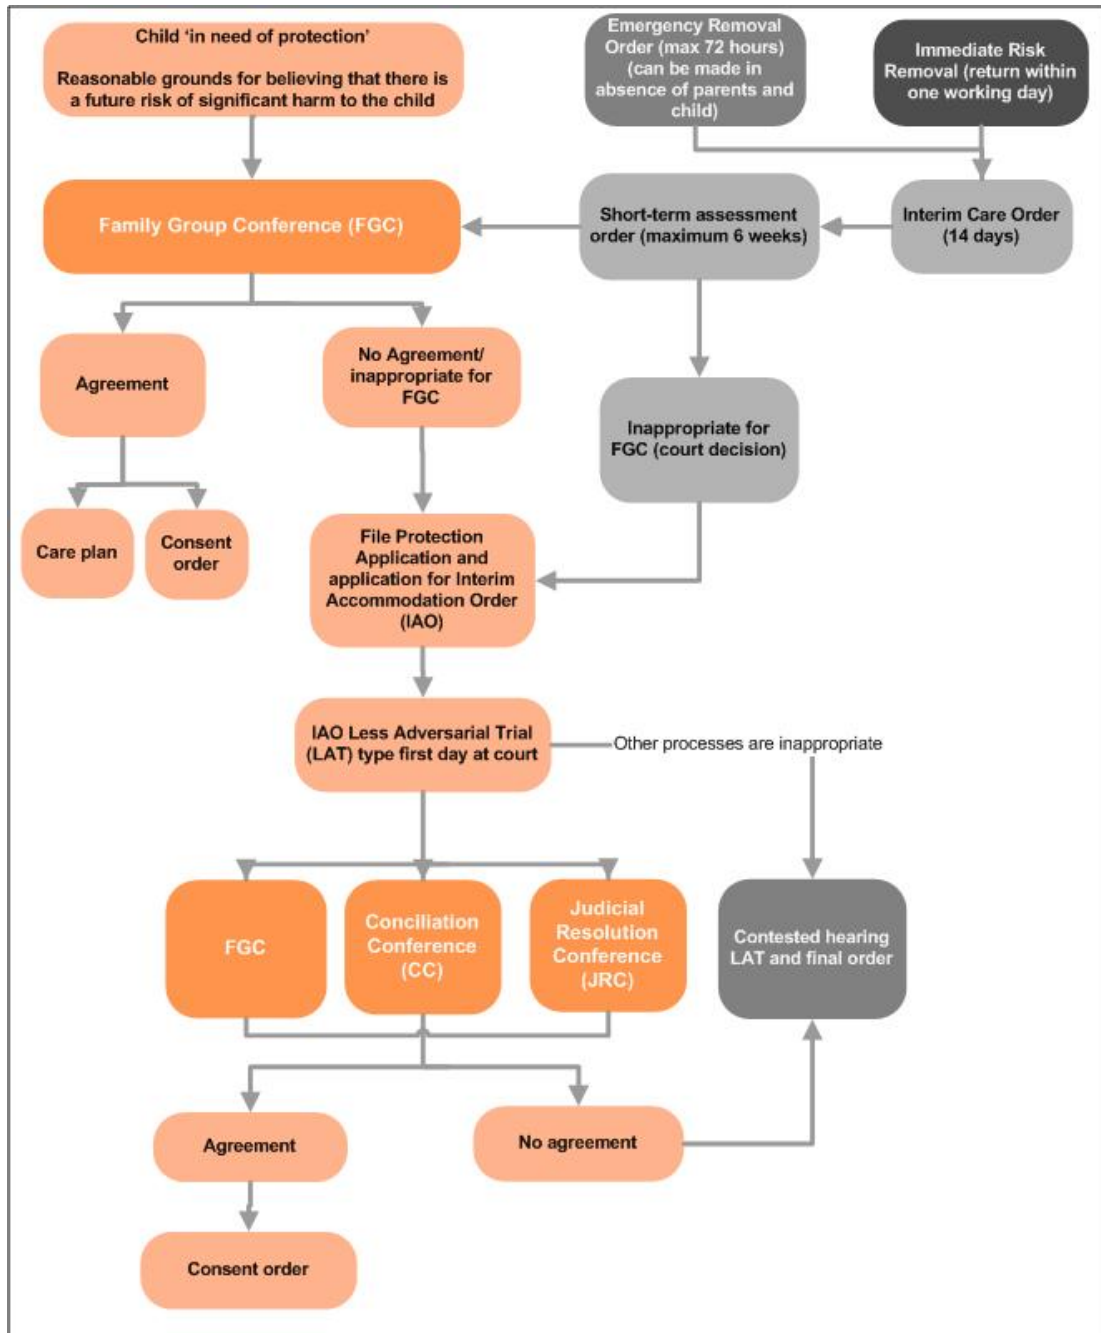 Child ‘in need of protection’
Reasonable grounds for believing that there is
a future risk of significant harm to the child
Emergency Removal
Order (max 72 hours)
(can be made in
absence of parents and
child)
Immediate Risk
Removal (return within
one working day)
Family Group Conference (FGC)
Short-term assessment
order (maximum 6 weeks)
Interim Care Order
(14 days)
Agreement
No Agreement/
inappropriate for
FGC
Inappropriate for
FGC (court decision)
Care plan
Consent
order
File Protection
Application and
application for Interim
Accommodation Order
(IAO)
IAO Less Adversarial Trial
(LAT) type first day at court
Other processes are inappropriate
FGC
Conciliation
Conference
(CC)
Judicial
Resolution
Conference
(JRC)
Contested hearing
LAT and final order
Agreement
No agreement
Consent order